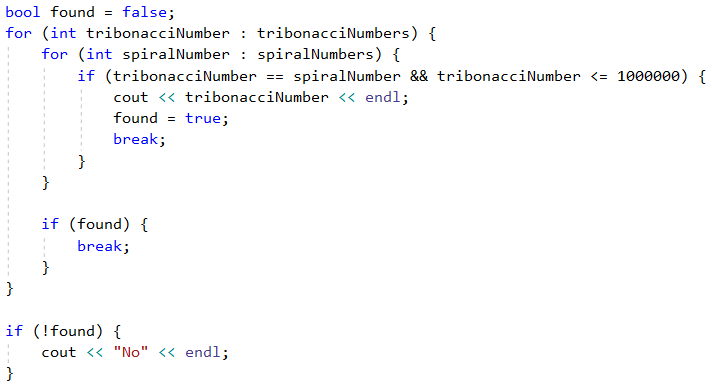 bool found = false;
for (int tribonacciNumber : tribonacciNumbers) {
    for (int spiralNumber : spiralNumbers) {
        if (tribonacciNumber == spiralNumber && tribonacciNumber <= 1000000) {
            cout << tribonacciNumber << endl;
            found = true;
            break;
        }
    }

    if (found) {
        break;
    }
}

if (!found) {
    cout << "No" << endl;
}